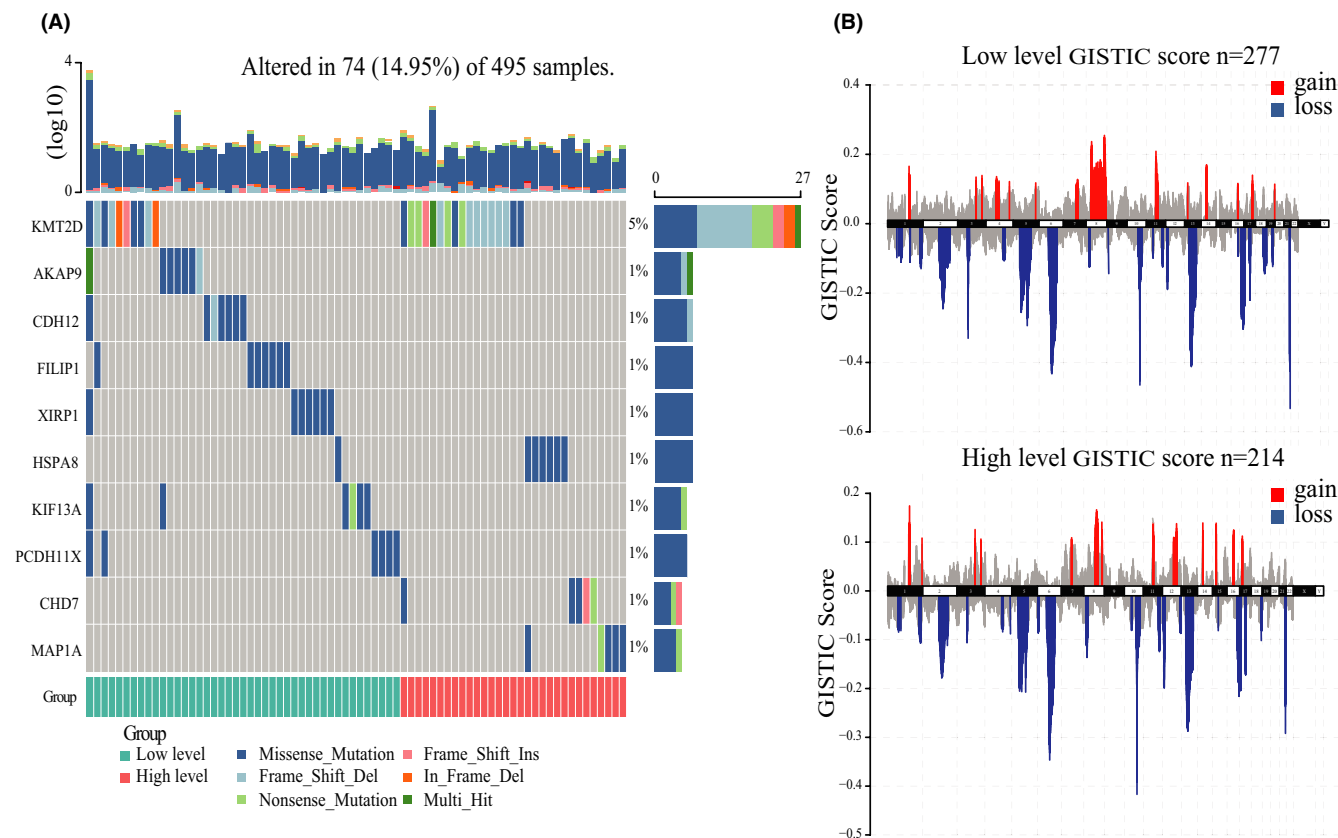 (A)
Altered in 74 (14.95%) of 495 samples.
4
(log10)
0
0 27
KMT2D 5%
AKAP9 1%
CDH12 1%
FILIP1 1%
XIRP1 1%
HSPA8 1%
KIF13A 1%
PCDH11X 1%
CHD7 1%
MAP1A 1%
Group
Group
Low level
High level
Missense_Mutation
Frame_Shift_Del
Nonsense_Mutation
Frame_Shift_Ins
In_Frame_Del
Multi_Hit
(B)
Low level GISTIC score n=277
gain
loss
GISTIC Score
0.4
0.2
0.0
−0.2
−0.4
−0.6
High level GISTIC score n=214
gain
loss
GISTIC Score
0.2
0.1
0.0
−0.1
−0.2
−0.3
−0.4
−0.5